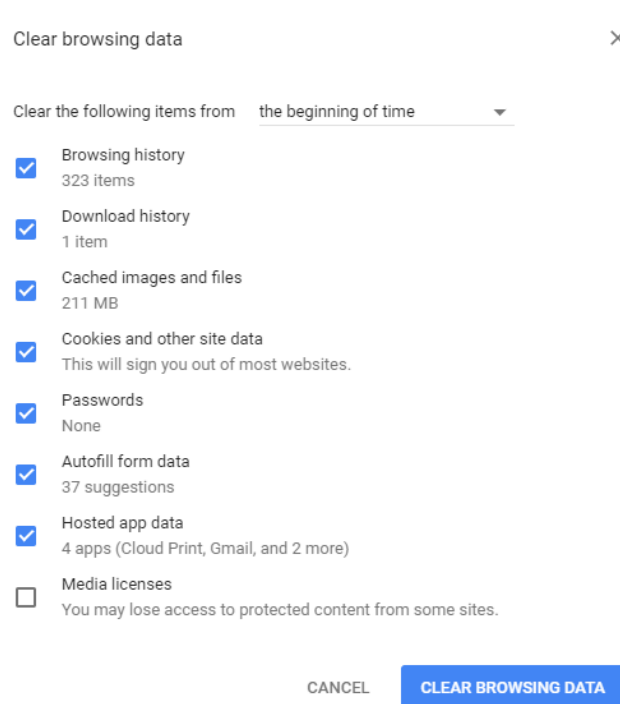 Clear browsing data
Clear the following items from the beginning of time
Browsing history
323 items
Download history
1 item
Cached images and files
211 MB
Cookies and other site data
This will sign you out of most websites.
Passwords
None
Autofill form data
37 suggestions
Hosted app data
4 apps (Cloud Print, Gmail, and 2 more)
Media licenses
You may lose access to protected content from some sites.
CANCEL CLEAR BROWSING DATA